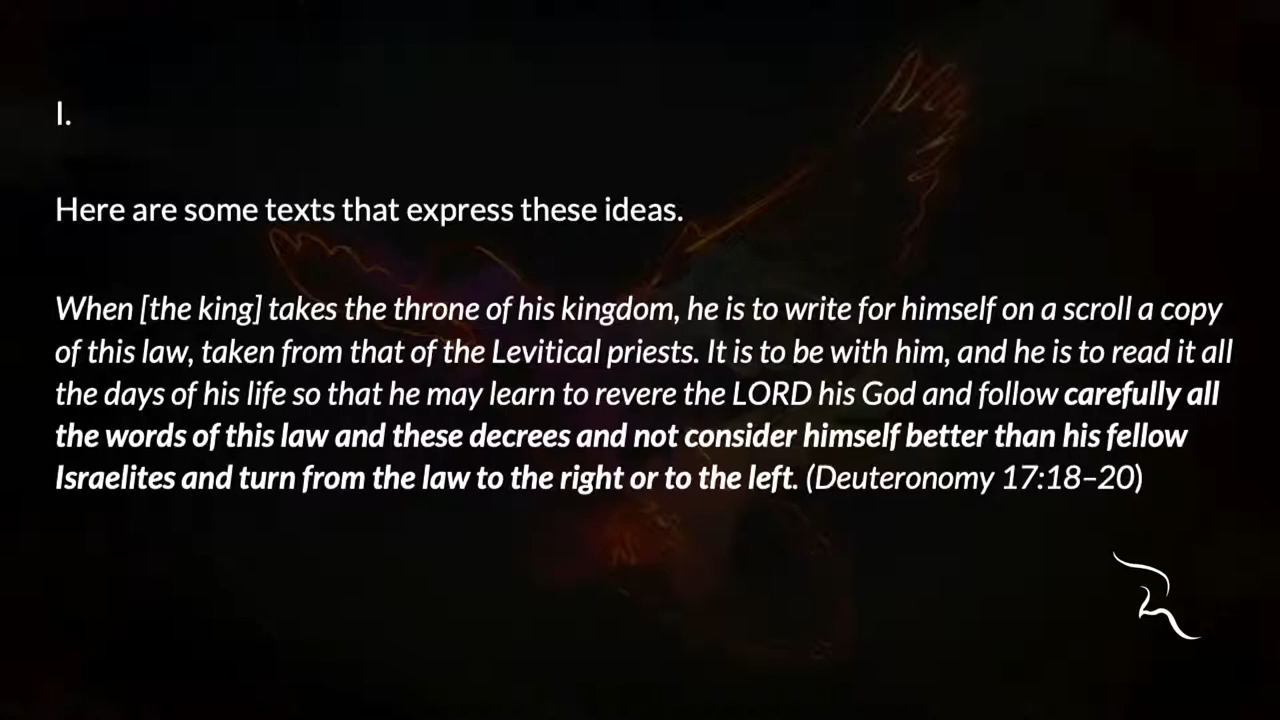 I.
Here are some texts that express these ideas.
When [the king] takes the throne of his kingdom, he is to write for himself on a scroll a copy
of this law, taken from that of the Levitical priests. It is to be with him, and he is to read it all
the days of his life so that he may learn to revere the LORD his God and follow carefully all
the words of this law and these decrees and not consider himself better than his fellow
Israelites and turn from the law to the right or to the left. (Deuteronomy 17:18–20)